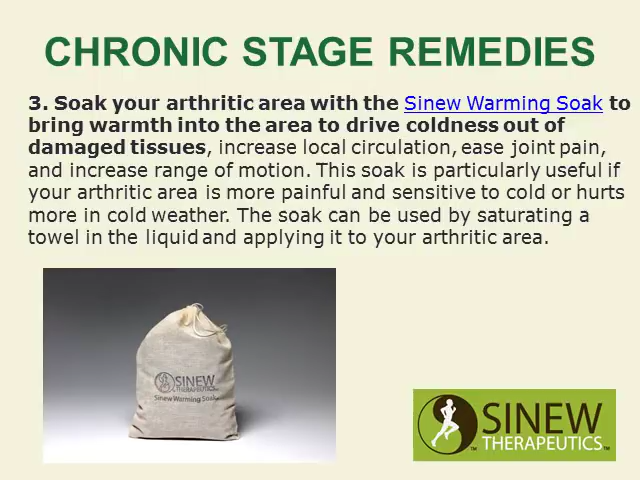 CHRONIC STAGE REMEDIES
3. Soak your arthritic area with the Sinew Warming Soak to
bring warmth into the area to drive coldness out of
damaged tissues, increase local circulation, ease joint pain,
and increase range of motion. This soak is particularly useful if
your arthritic area is more painful and sensitive to cold or hurts
more in cold weather. The soak can be used by saturating a
towel in the liquid and applying it to your arthritic area.
SINEW
THERAPEUTICS
Sinew Warming Soak
SINEW
THERAPEUTICS™